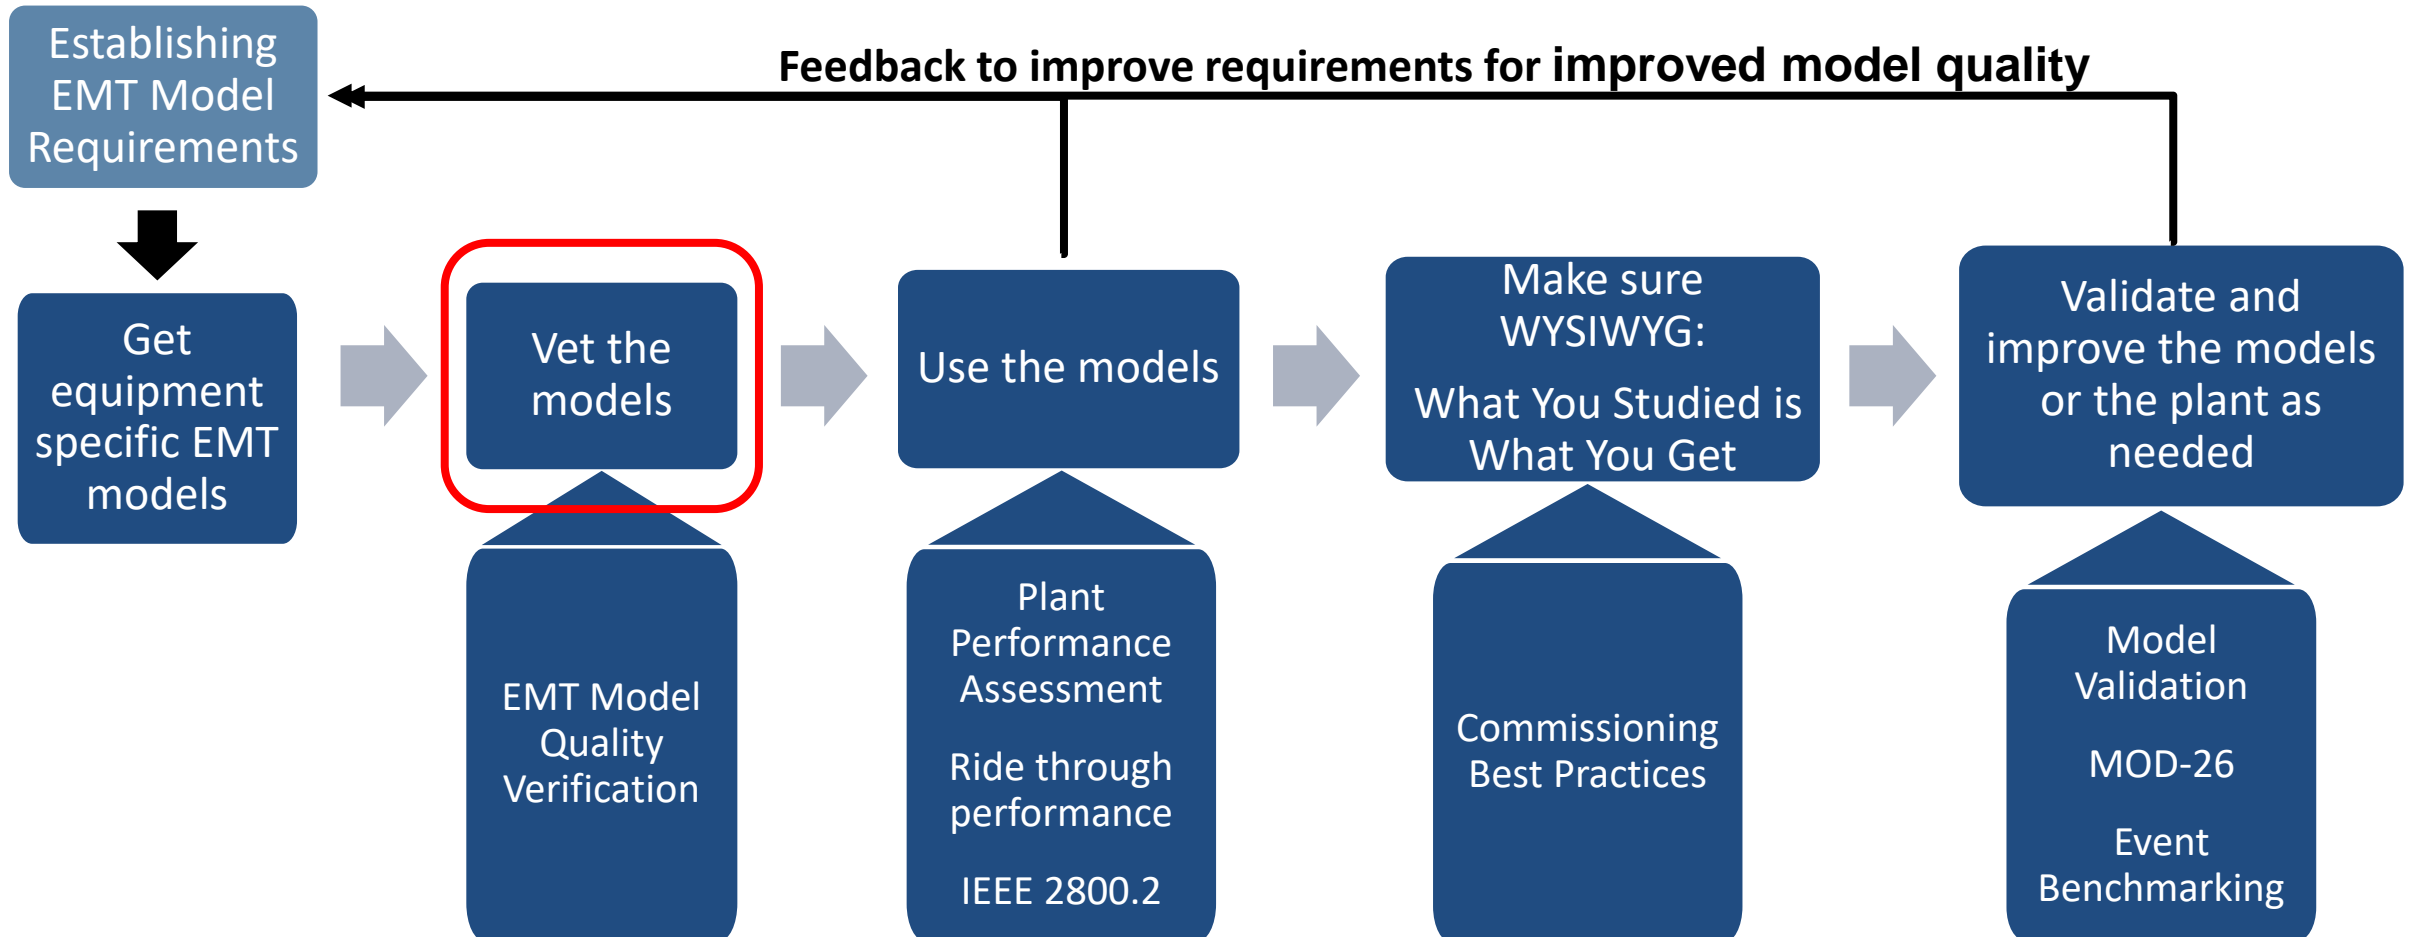 Establishing
EMT Model
Requirements
Feedback to improve requirements for improved model quality
Get
equipment
specific EMT
models
Vet the
models
Use the models
Make sure
WYSIWYG:
What You Studied is
What You Get
Validate and
improve the models
or the plant as
needed
EMT Model
Quality
Verification
Plant
Performance
Assessment
Ride through
performance
IEEE 2800.2
Commissioning
Best Practices
Model
Validation
MOD-26
Event
Benchmarking